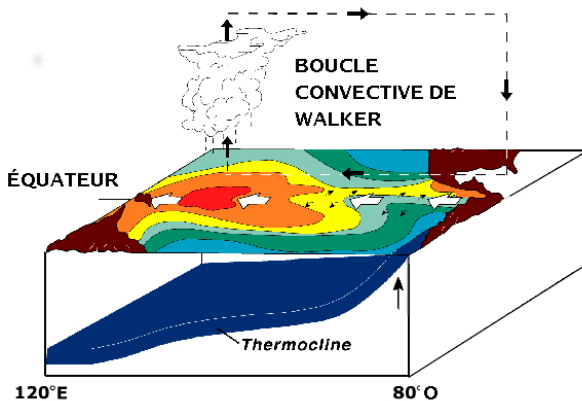 BOUCLE
CONVECTIVE DE
WALKER
ÉQUATEUR
Thermocline
120°E
80°O